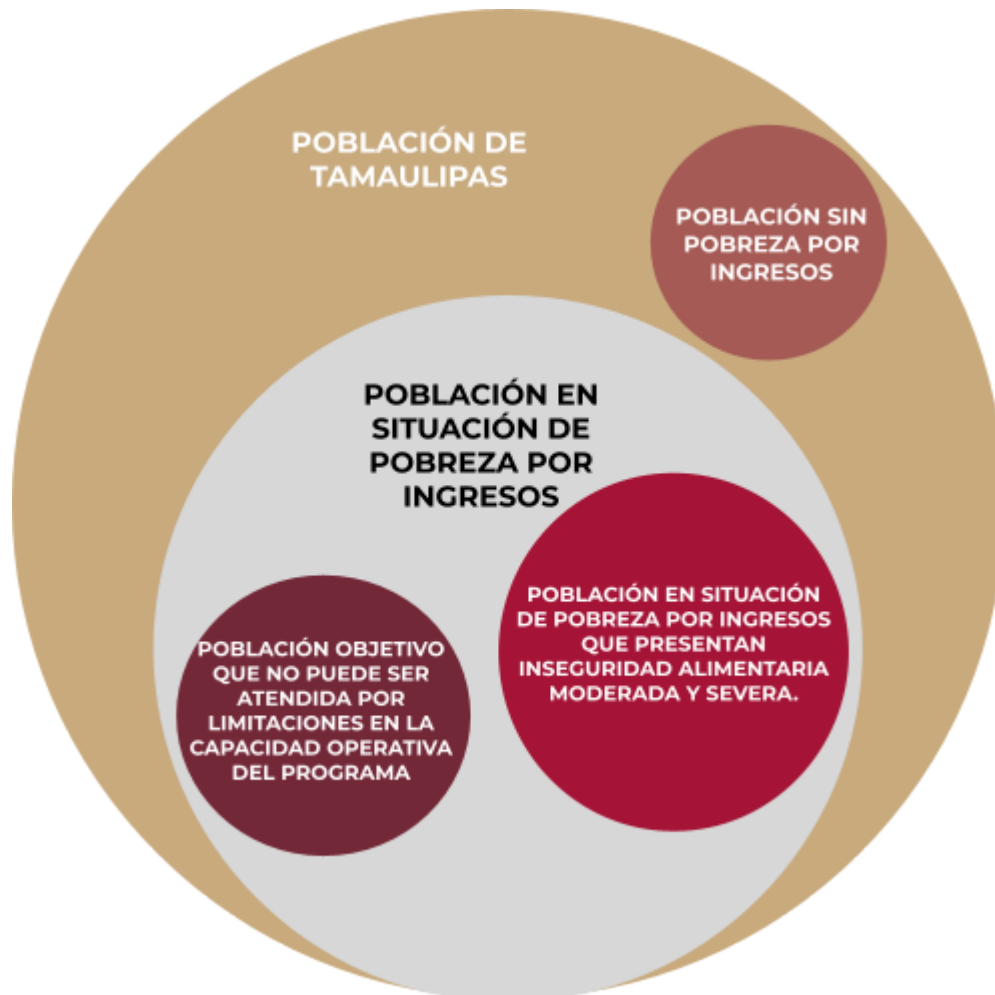 POBLACIÓN DE
TAMAULIPAS
POBLACIÓN SIN
POBREZA POR
INGRESOS
POBLACIÓN EN
SITUACIÓN DE
POBREZA POR
INGRESOS
POBLACIÓN EN SITUACIÓN
DE POBREZA POR INGRESOS
QUE PRESENTAN
INSEGURIDAD ALIMENTARIA
MODERADA Y SEVERA.
POBLACIÓN OBJETIVO
QUE NO PUEDE SER
ATENDIDA POR
LIMITACIONES EN LA
CAPACIDAD OPERATIVA
DEL PROGRAMA